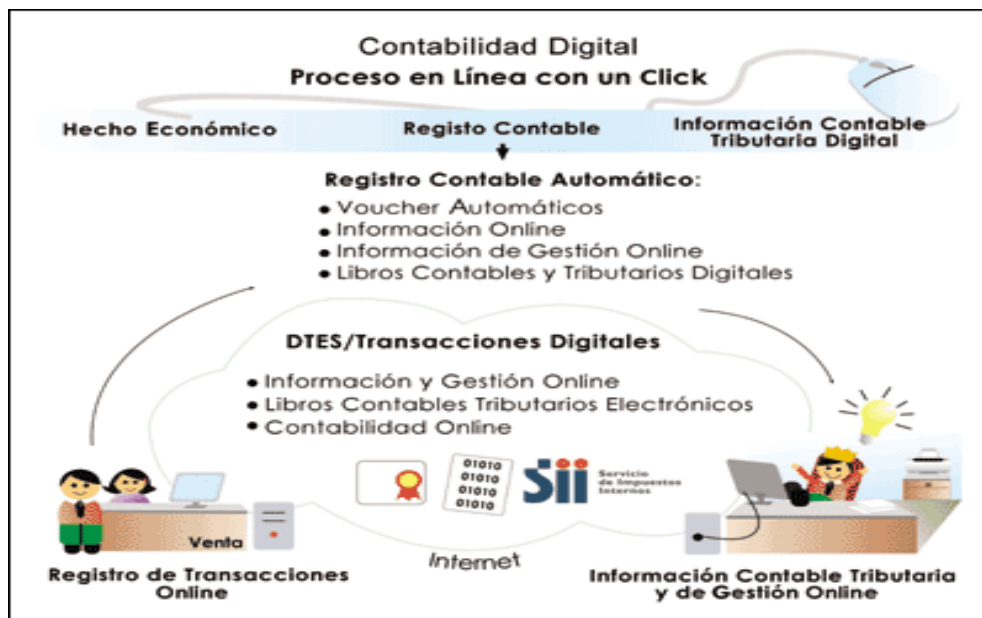 Contabilidad Digital
Proceso en Línea con un Click
Hecho Económico
Registo Contable
Información Contable
Tributaria Digital
Registro Contable Automático:
• Voucher Automáticos
• Información Online
• Información de Gestión Online
• Libros Contables y Tributarios Digitales
DTES/Transacciones Digitales
• Información y Gestión Online
• Libros Contables Tributarios Electrónicos
• Contabilidad Online
01010
01010
01010
01010
Sii
Servicio
de Impuestos
Internos
Venta
Internet
Registro de Transacciones
Online
Información Contable Tributaria
y de Gestión Online